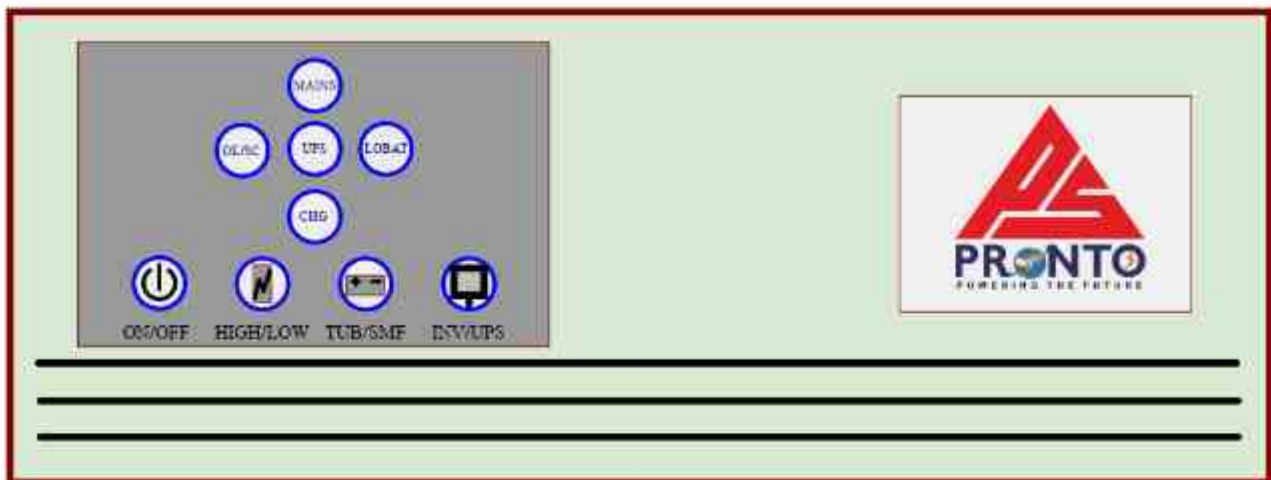 MAINS
OL/SC UPS LOBAT
CHG
ON/OFF HIGH/LOW TUB/SMF INV/UPS
PS
PRONTO
POWERING THE FUTURE